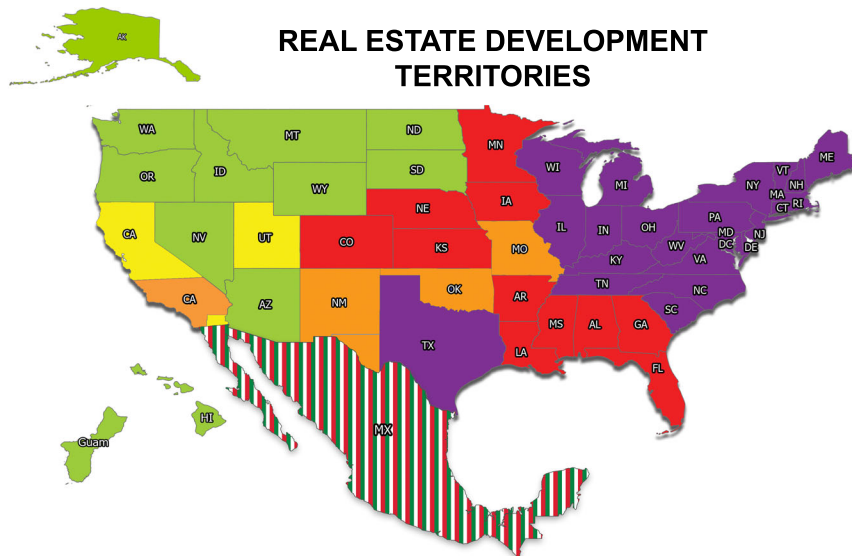 REAL ESTATE DEVELOPMENT
TERRITORIES
AK
WA
MT
ND
MN
ME
OR
ID
WY
SD
WI
MI
NY
VT
NH
MA
RI
CT
NE
IA
CA
NV
UT
CO
KS
MO
IL
IN
OH
PA
NJ
MD
DC
DE
WV
VA
KY
CA
AZ
NM
OK
AR
TN
NC
SC
TX
LA
MS
AL
GA
FL
MX
HI
Guam